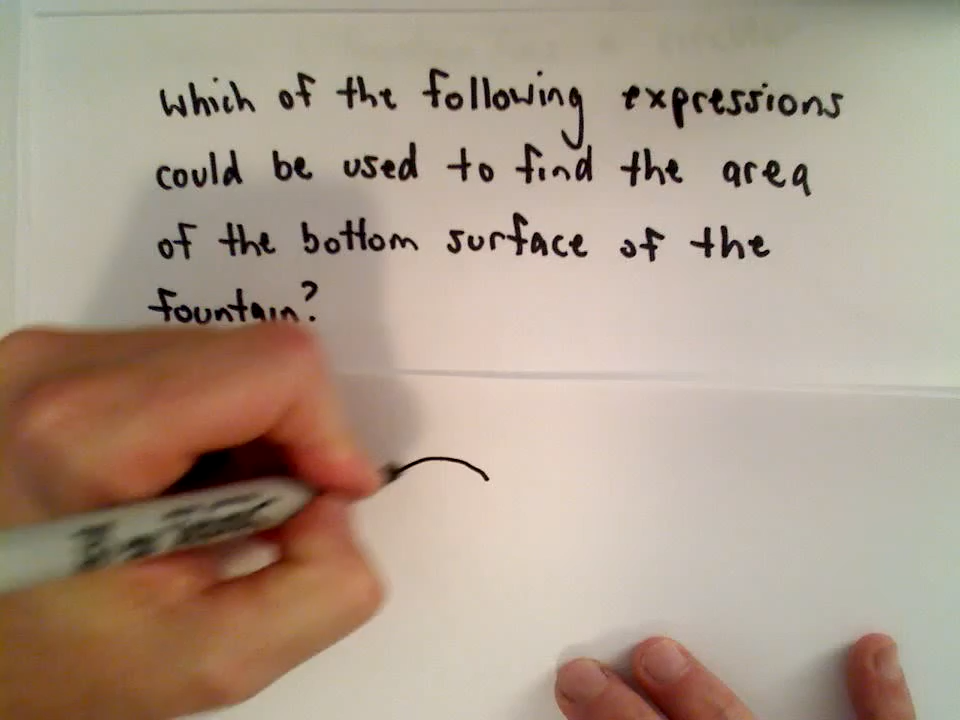 which of the following expressions
could be used to find the area
of the bottom surface of the
fountain?